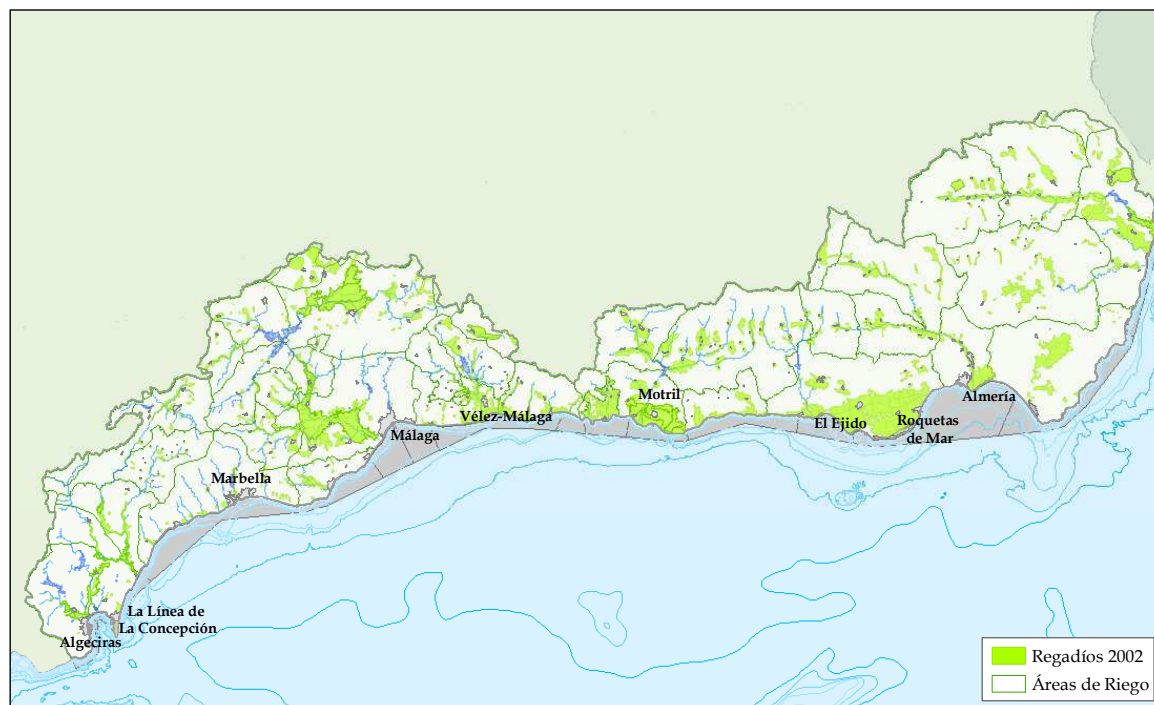 Motril
Almería
Vélez-Málaga
El Ejido
Roquetas
de Mar
Málaga
Marbella
La Línea de
La Concepción
Algeciras
Regadíos 2002
Áreas de Riego